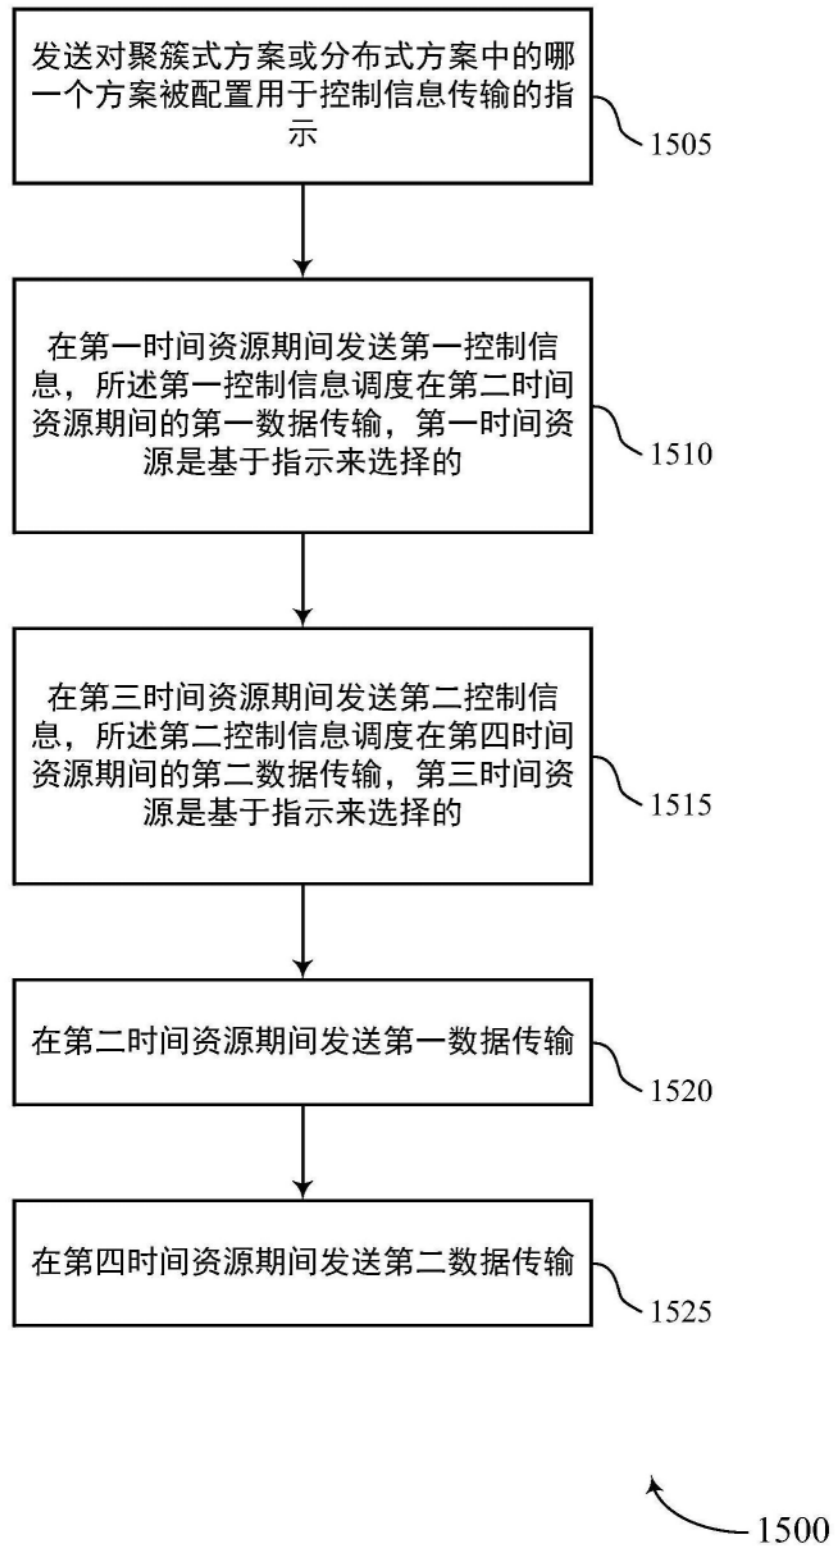 发送对聚簇式方案或分布式方案中的哪
一个方案被配置用于控制信息传输的指
示
1505
在第一时间资源期间发送第一控制信
息，所述第一控制信息调度在第二时间
资源期间的第一数据传输，第一时间资
源是基于指示来选择的
1510
在第三时间资源期间发送第二控制信
息，所述第二控制信息调度在第四时间
资源期间的第二数据传输，第三时间资
源是基于指示来选择的
1515
在第二时间资源期间发送第一数据传输
1520
在第四时间资源期间发送第二数据传输
1525
1500